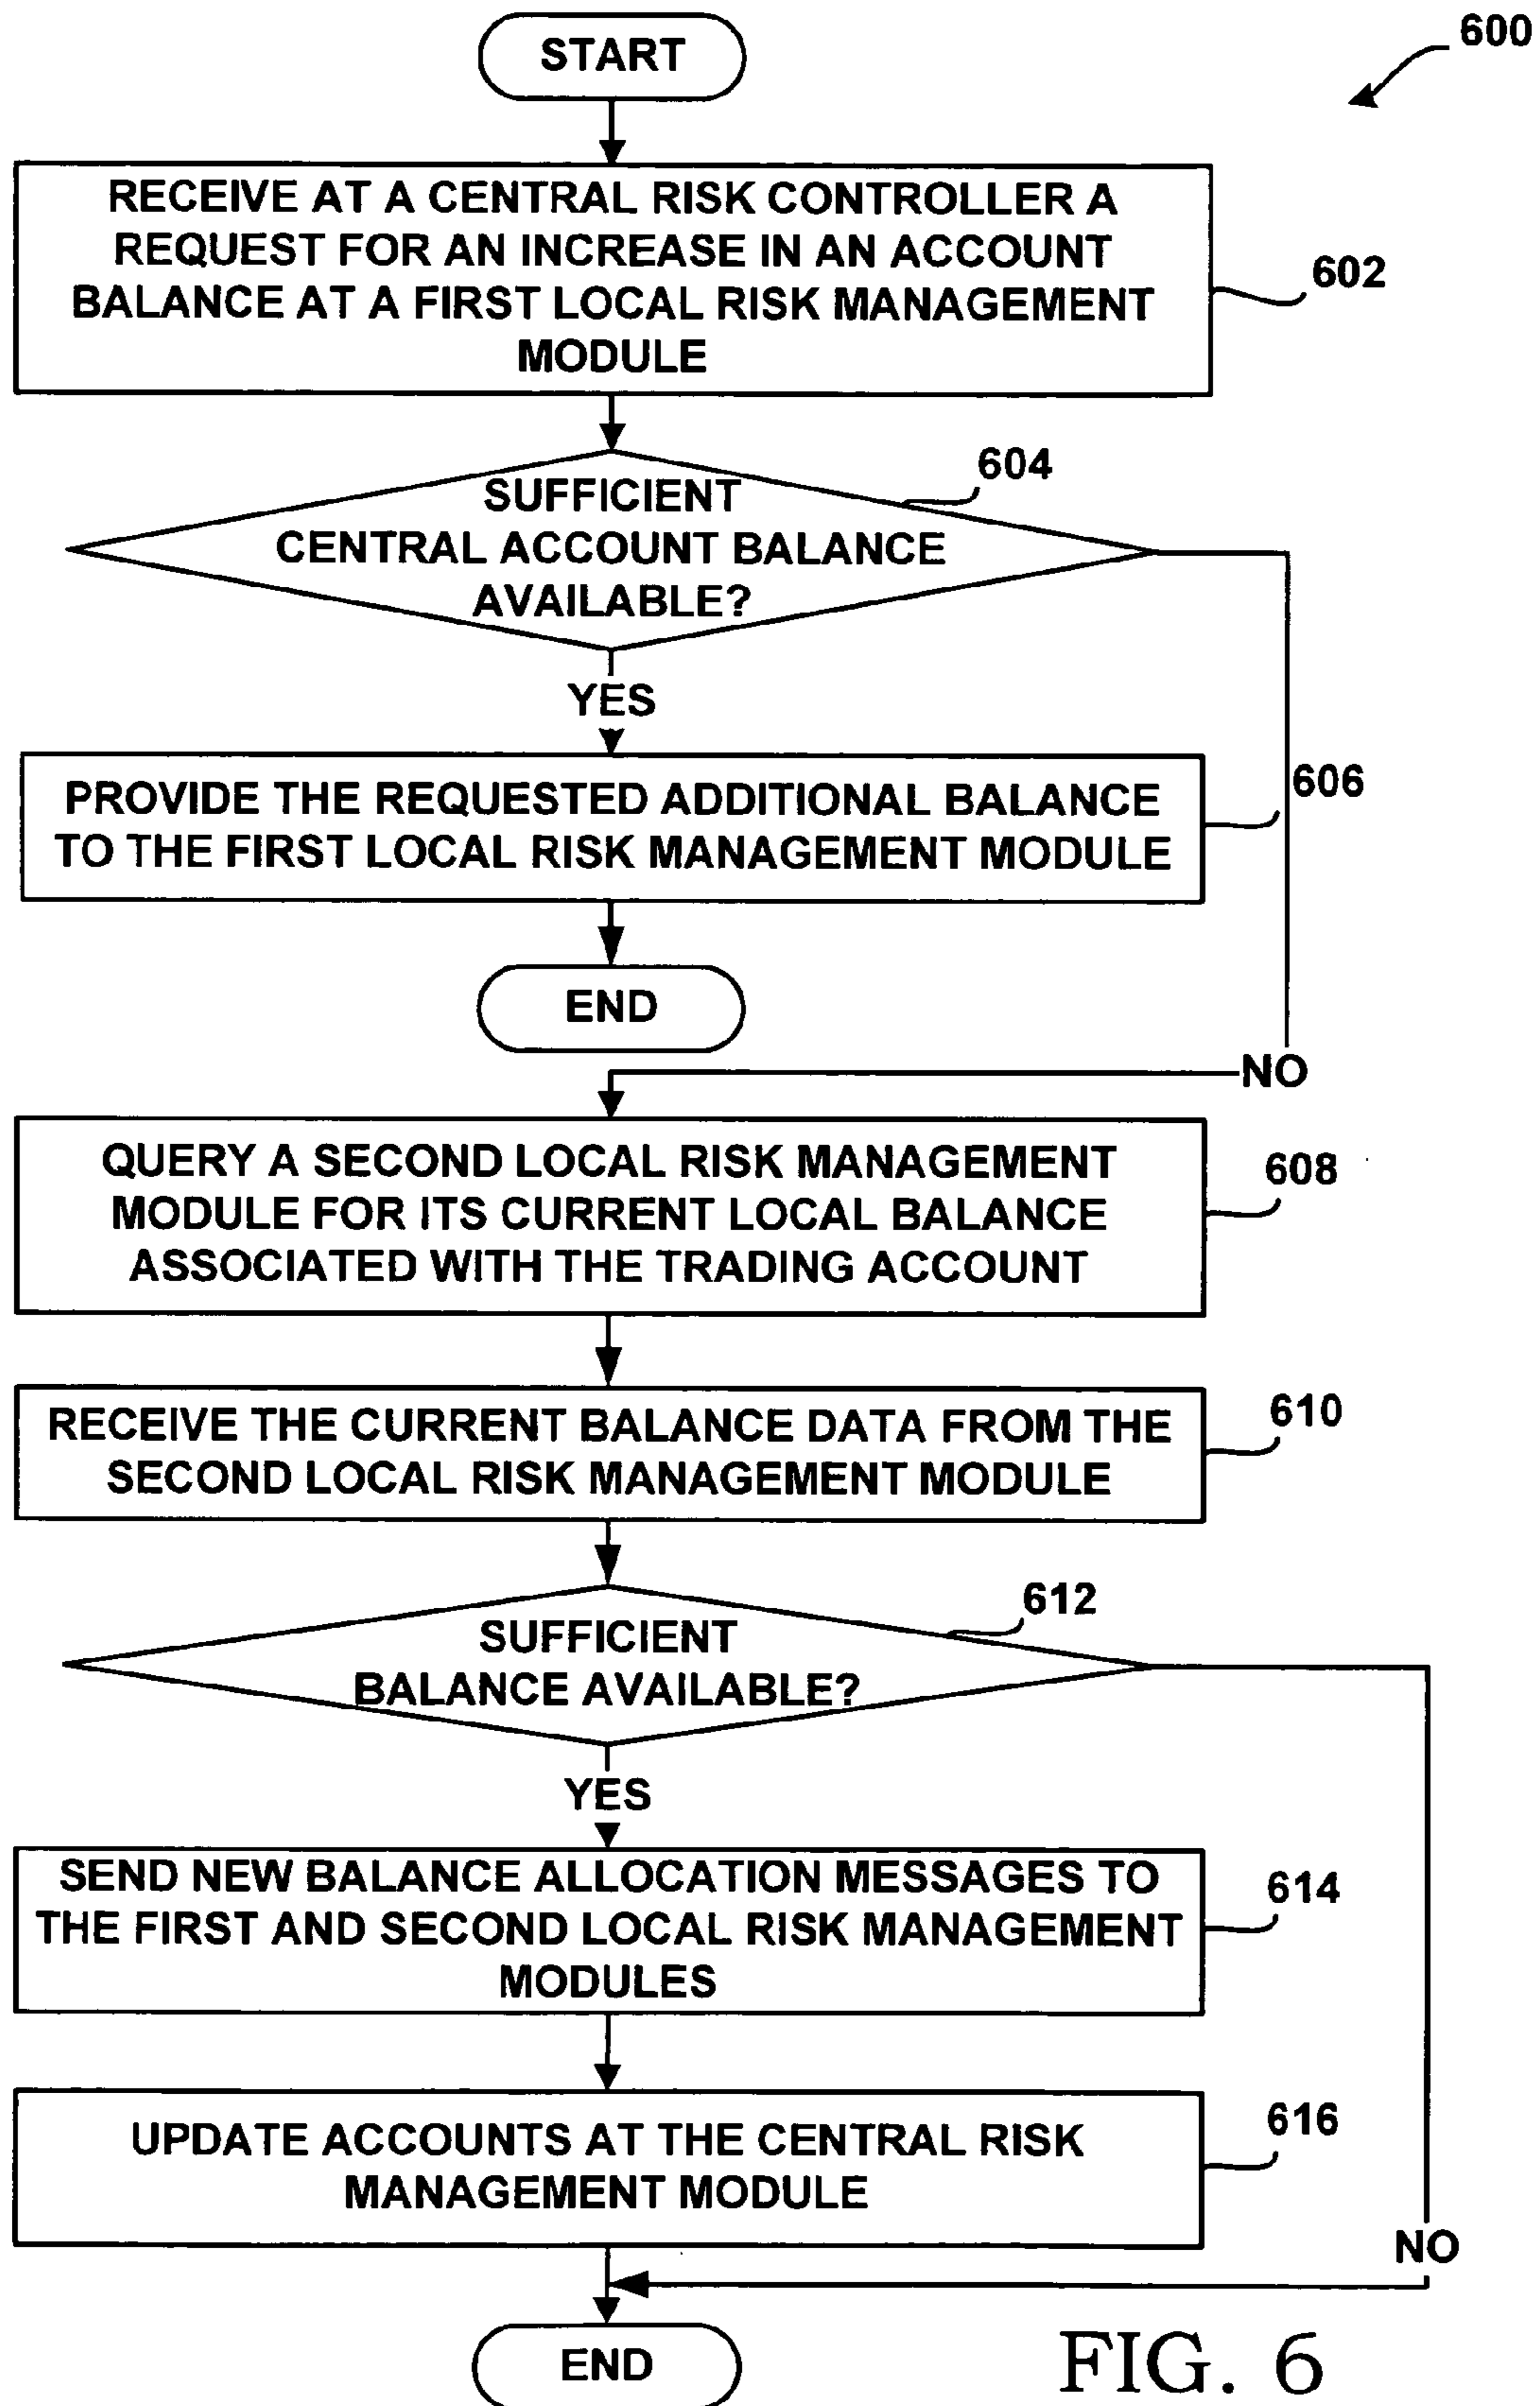 START
600
RECEIVE AT A CENTRAL RISK CONTROLLER A
REQUEST FOR AN INCREASE IN AN ACCOUNT
BALANCE AT A FIRST LOCAL RISK MANAGEMENT
MODULE
602
604
SUFFICIENT
CENTRAL ACCOUNT BALANCE
AVAILABLE?
YES
606
PROVIDE THE REQUESTED ADDITIONAL BALANCE
TO THE FIRST LOCAL RISK MANAGEMENT MODULE
END
NO
QUERY A SECOND LOCAL RISK MANAGEMENT
MODULE FOR ITS CURRENT LOCAL BALANCE
ASSOCIATED WITH THE TRADING ACCOUNT
608
RECEIVE THE CURRENT BALANCE DATA FROM THE
SECOND LOCAL RISK MANAGEMENT MODULE
610
612
SUFFICIENT
BALANCE AVAILABLE?
YES
SEND NEW BALANCE ALLOCATION MESSAGES TO
THE FIRST AND SECOND LOCAL RISK MANAGEMENT
MODULES
614
UPDATE ACCOUNTS AT THE CENTRAL RISK
MANAGEMENT MODULE
616
NO
END
FIG. 6